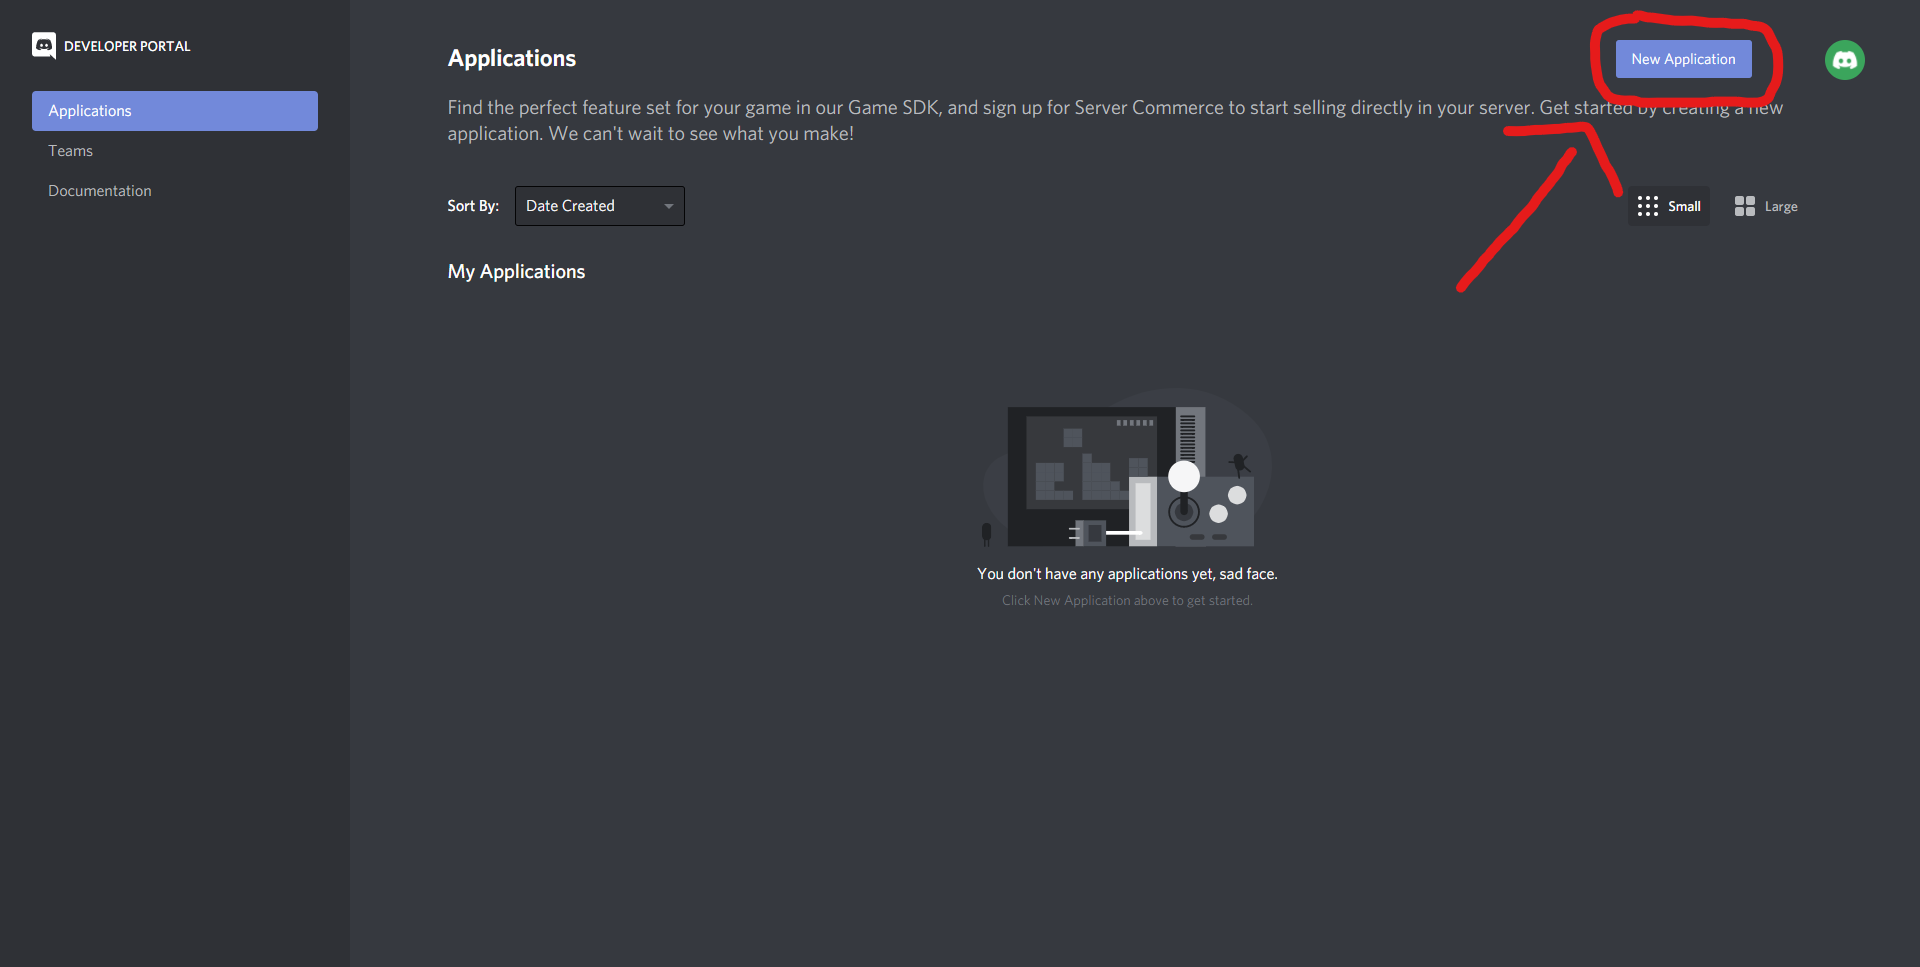 DEVELOPER PORTAL
Applications
Teams
Documentation
Applications
New Application
Find the perfect feature set for your game in our Game SDK, and sign up for Server Commerce to start selling directly in your server. Get started by creating a new
application. We can't wait to see what you make!
Sort By:
Date Created
Small
Large
My Applications
You don't have any applications yet, sad face.
Click New Application above to get started.